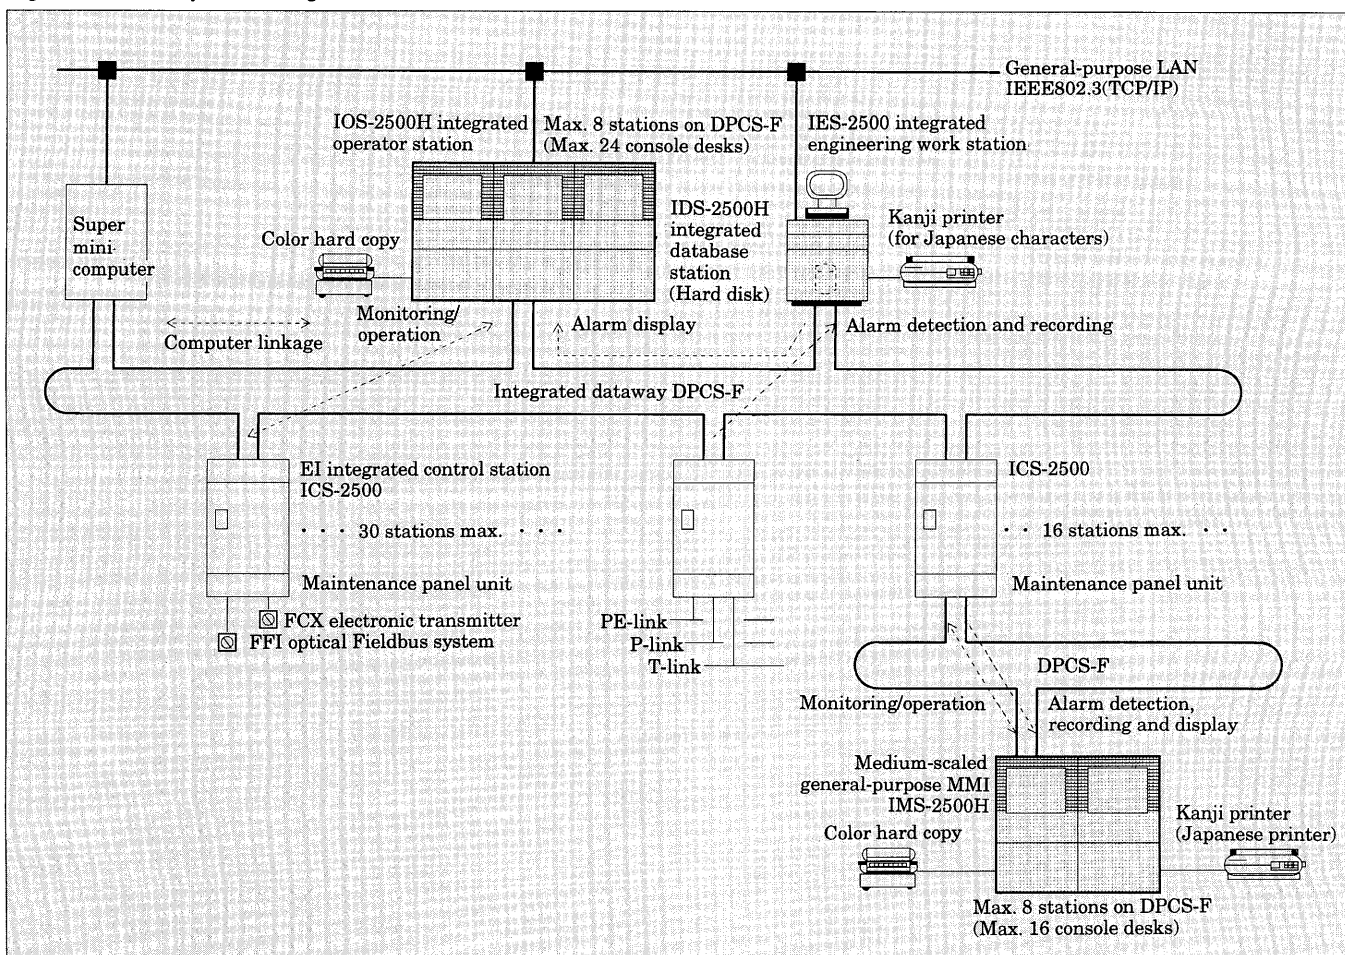 General-purpose LAN
IEEE802.3(TCP/IP)
IOS-2500H integrated
operator station
Max. 8 stations on DPCS-F
(Max. 24 console desks)
IES-2500 integrated
engineering work station
Super
mini
computer
Color hard copy
IDS-2500H
integrated
database
station
(Hard disk)
Kanji printer
(for Japanese characters)
Monitoring/
operation
Alarm display
Alarm detection and recording
Computer linkage
Integrated dataway DPCS-F
EI integrated control station
ICS-2500
· · · 30 stations max. · · ·
Maintenance panel unit
FCX electronic transmitter
FFI optical Fieldbus system
PE-link
P-link
T-link
ICS-2500
· · 16 stations max. · ·
Maintenance panel unit
DPCS-F
Monitoring/operation
Alarm detection,
recording and display
Medium-scaled
general-purpose MMI
IMS-2500H
Color hard copy
Kanji printer
(Japanese printer)
Max. 8 stations on DPCS-F
(Max. 16 console desks)